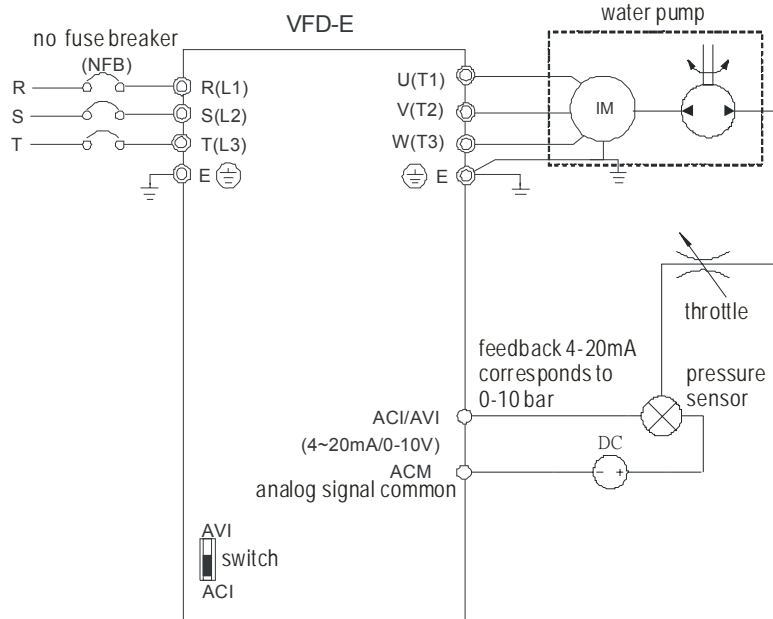 water pump
no fuse breaker
(NFB)
VFD-E
R
R(L1)
U(T1)
S
S(L2)
V(T2)
IM
T
T(L3)
W(T3)
E
E
throttle
feedback 4-20mA
corresponds to
0-10 bar
pressure
sensor
ACI/AVI
(4~20mA/0-10V)
DC
- +
ACM
analog signal common
AVI
switch
ACI